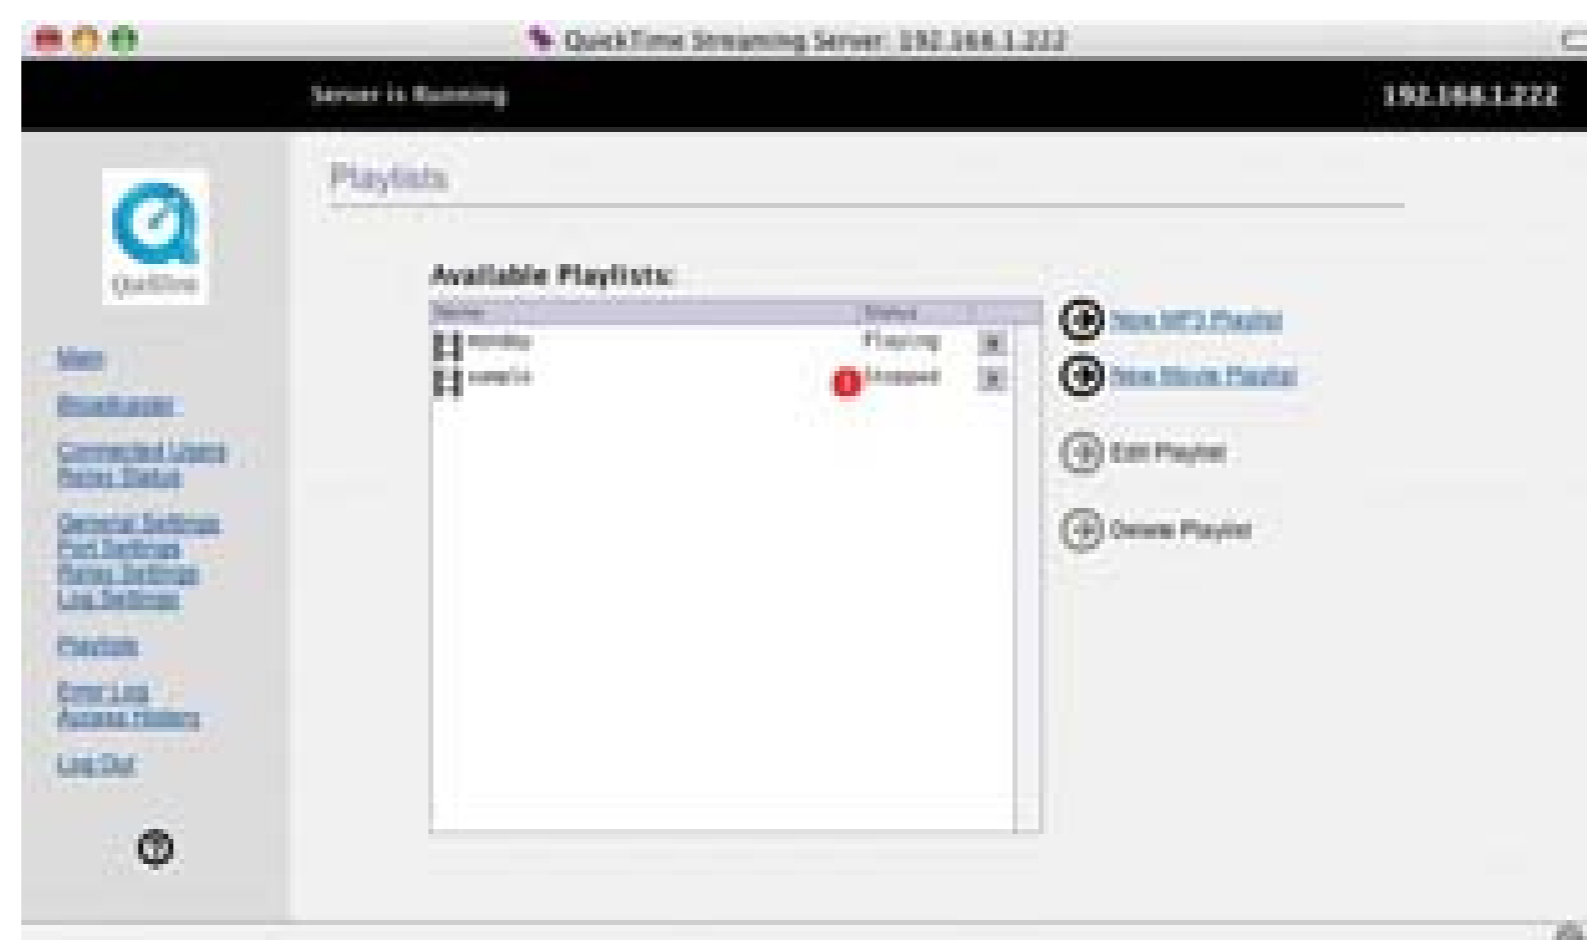 QuickTime Streaming Server: 192.168.1.222
Server is Running
192.168.1.222
QuickTime
Playlists
Available Playlists:
Name Status
monday Playing
sample Stopped
New MP3 Playlist
New Movie Playlist
Edit Playlist
Delete Playlist
Main
Broadcaster
Connected Users
Relay Status
General Settings
Port Settings
Relay Settings
Log Settings
Playlists
Error Log
Access History
Log Out